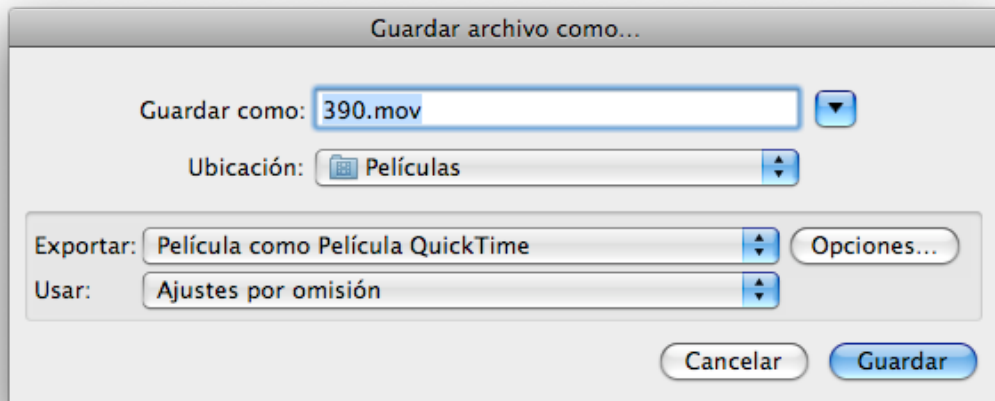 Guardar archivo como...
Guardar como: 390.mov
Ubicación: Películas
Exportar: Película como Película QuickTime Opciones...
Usar: Ajustes por omisión
Cancelar Guardar